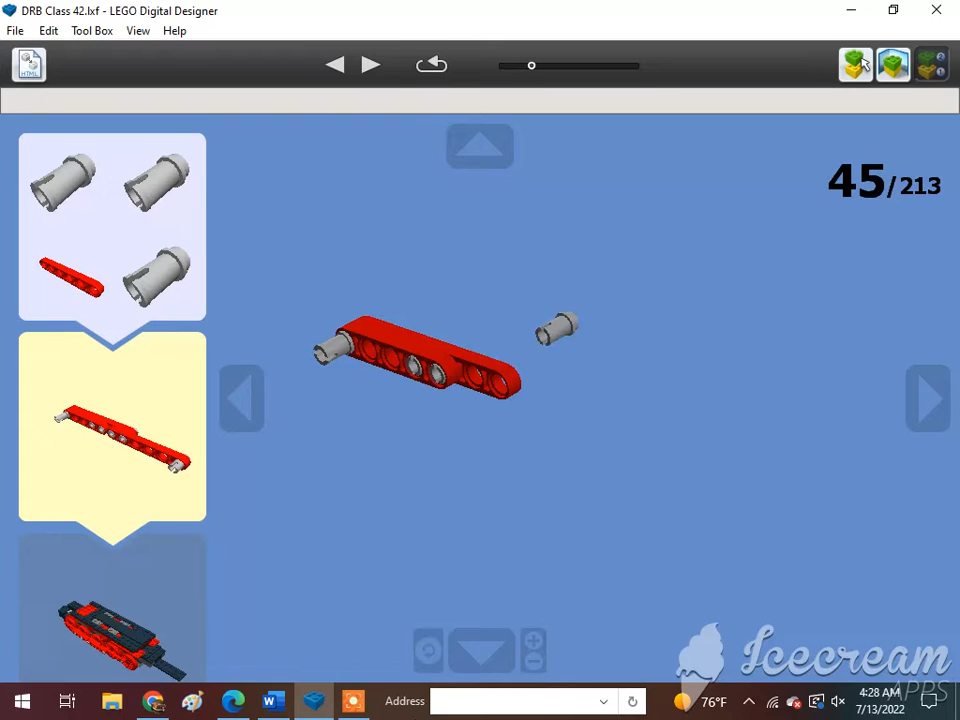 DRB Class 42.lxf - LEGO Digital Designer
File Edit Tool Box View Help
HTML
45/213
Icecream
APPS
Address
76°F
4:28 AM
7/13/2022